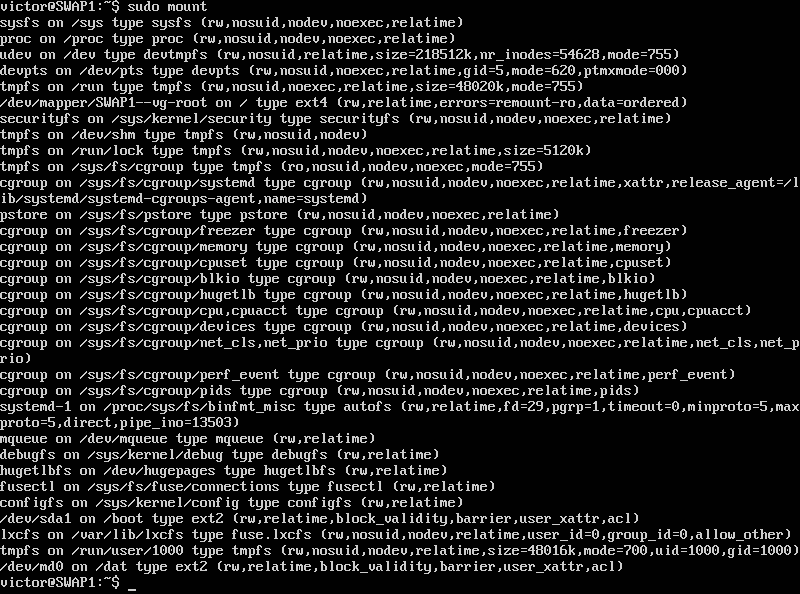 victor@SWAP1:~$ sudo mount
sysfs on /sys type sysfs (rw,nosuid,nodev,noexec,relatime)
proc on /proc type proc (rw,nosuid,nodev,noexec,relatime)
udev on /dev type devtmpfs (rw,nosuid,relatime,size=218512k,nr_inodes=54628,mode=755)
devpts on /dev/pts type devpts (rw,nosuid,noexec,relatime,gid=5,mode=620,ptmxmode=000)
tmpfs on /run type tmpfs (rw,nosuid,noexec,relatime,size=48020k,mode=755)
/dev/mapper/SWAP1--vg-root on / type ext4 (rw,relatime,errors=remount-ro,data=ordered)
securityfs on /sys/kernel/security type securityfs (rw,nosuid,nodev,noexec,relatime)
tmpfs on /dev/shm type tmpfs (rw,nosuid,nodev)
tmpfs on /run/lock type tmpfs (rw,nosuid,nodev,noexec,relatime,size=5120k)
tmpfs on /sys/fs/cgroup type tmpfs (ro,nosuid,nodev,noexec,mode=755)
cgroup on /sys/fs/cgroup/systemd type cgroup (rw,nosuid,nodev,noexec,relatime,xattr,release_agent=/l
ib/systemd/systemd-cgroups-agent,name=systemd)
pstore on /sys/fs/pstore type pstore (rw,nosuid,nodev,noexec,relatime)
cgroup on /sys/fs/cgroup/freezer type cgroup (rw,nosuid,nodev,noexec,relatime,freezer)
cgroup on /sys/fs/cgroup/memory type cgroup (rw,nosuid,nodev,noexec,relatime,memory)
cgroup on /sys/fs/cgroup/cpuset type cgroup (rw,nosuid,nodev,noexec,relatime,cpuset)
cgroup on /sys/fs/cgroup/blkio type cgroup (rw,nosuid,nodev,noexec,relatime,blkio)
cgroup on /sys/fs/cgroup/hugetlb type cgroup (rw,nosuid,nodev,noexec,relatime,hugetlb)
cgroup on /sys/fs/cgroup/cpu,cpuacct type cgroup (rw,nosuid,nodev,noexec,relatime,cpu,cpuacct)
cgroup on /sys/fs/cgroup/devices type cgroup (rw,nosuid,nodev,noexec,relatime,devices)
cgroup on /sys/fs/cgroup/net_cls,net_prio type cgroup (rw,nosuid,nodev,noexec,relatime,net_cls,net_p
rio)
cgroup on /sys/fs/cgroup/perf_event type cgroup (rw,nosuid,nodev,noexec,relatime,perf_event)
cgroup on /sys/fs/cgroup/pids type cgroup (rw,nosuid,nodev,noexec,relatime,pids)
systemd-1 on /proc/sys/fs/binfmt_misc type autofs (rw,relatime,fd=29,pgrp=1,timeout=0,minproto=5,max
proto=5,direct,pipe_ino=13503)
mqueue on /dev/mqueue type mqueue (rw,relatime)
debugfs on /sys/kernel/debug type debugfs (rw,relatime)
hugetlbfs on /dev/hugepages type hugetlbfs (rw,relatime)
fusectl on /sys/fs/fuse/connections type fusectl (rw,relatime)
configfs on /sys/kernel/config type configfs (rw,relatime)
/dev/sda1 on /boot type ext2 (rw,relatime,block_validity,barrier,user_xattr,acl)
lxcfs on /var/lib/lxcfs type fuse.lxcfs (rw,nosuid,nodev,relatime,user_id=0,group_id=0,allow_other)
tmpfs on /run/user/1000 type tmpfs (rw,nosuid,nodev,relatime,size=48016k,mode=700,uid=1000,gid=1000)
/dev/md0 on /dat type ext2 (rw,relatime,block_validity,barrier,user_xattr,acl)
victor@SWAP1:~$ _